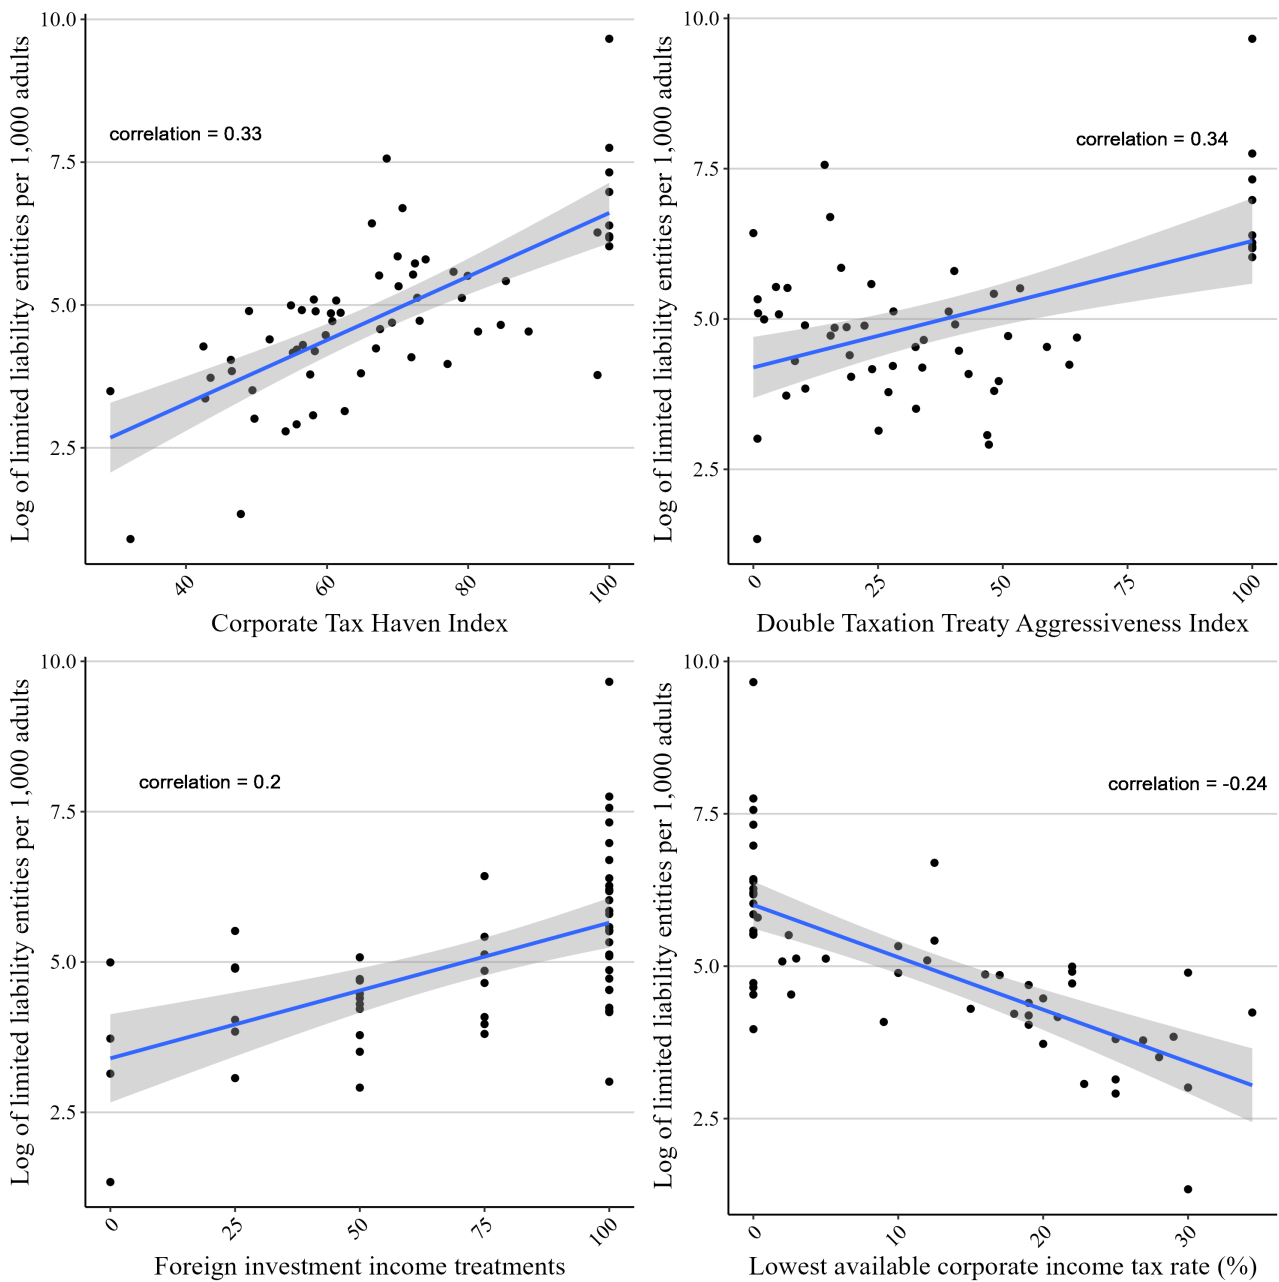 Log of limited liability entities per 1,000 adults
10.0
7.5
5.0
2.5
correlation = 0.33
40
60
80
100
Corporate Tax Haven Index
Log of limited liability entities per 1,000 adults
10.0
7.5
5.0
2.5
correlation = 0.34
0
25
50
75
100
Double Taxation Treaty Aggressiveness Index
Log of limited liability entities per 1,000 adults
10.0
7.5
5.0
2.5
correlation = 0.2
0
25
50
75
100
Foreign investment income treatments
Log of limited liability entities per 1,000 adults
10.0
7.5
5.0
2.5
correlation = -0.24
0
10
20
30
Lowest available corporate income tax rate (%)